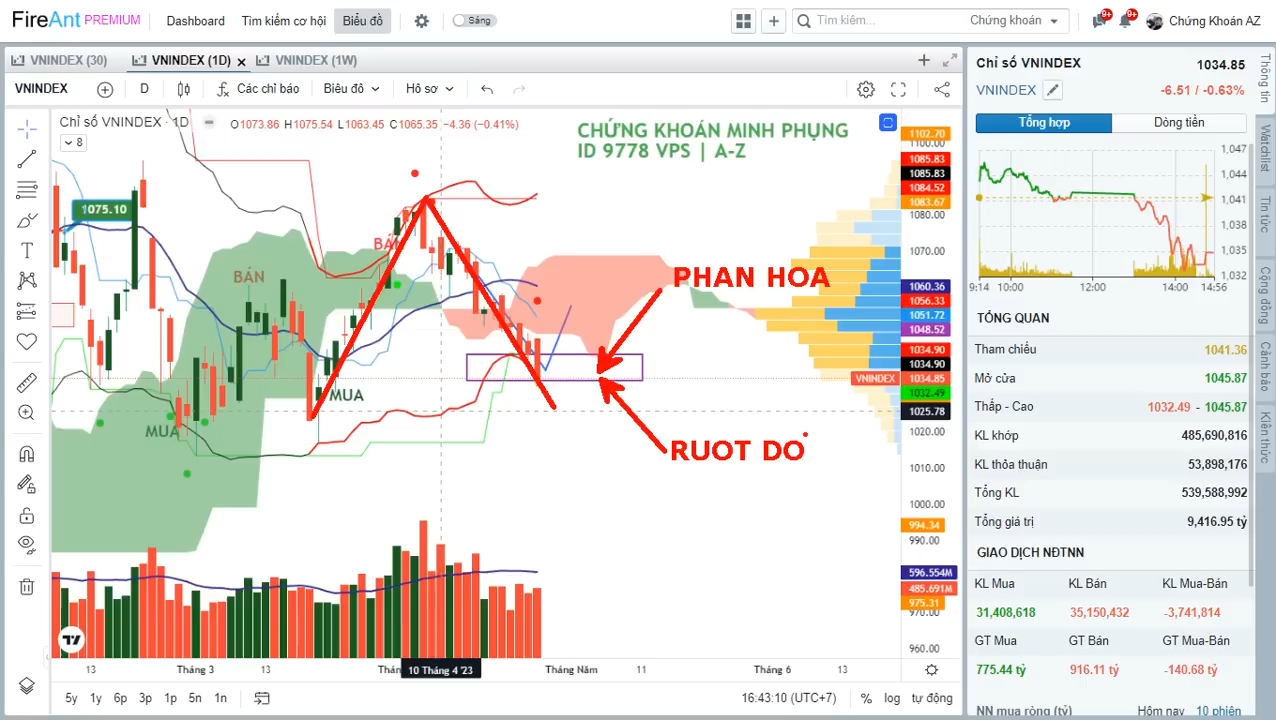 FireAnt PREMIUM Dashboard Tìm kiếm cơ hội Biểu đồ Sáng Tìm kiếm... Chứng khoán 9+ 9+ Chứng Khoán AZ
VNINDEX (30) VNINDEX (1D) VNINDEX (1W)
VNINDEX D Các chỉ báo Biểu đồ Hồ sơ
Chỉ số VNINDEX · 1D O1073.86 H1075.54 L1063.45 C1065.35 -4.36 (-0.41%)
8
CHỨNG KHOÁN MINH PHỤNG
ID 9778 VPS | A-Z
1075.10
BÁN
BÁN
MUA
MUA
PHAN HOA
RUOT DO
1102.70
1100.00
1085.83
1085.83
1084.52
1083.67
1080.00
1070.00
1060.36
1056.33
1051.72
1048.52
1034.90
1034.90
VNINDEX 1034.85
1032.49
1025.78
1020.00
1010.00
1000.00
994.34
990.00
596.554M
485.691M
975.31
970.00
960.00
13 Tháng 3 13 10 Tháng 4 '23 Tháng Năm 11 Tháng 6 13
5y 1y 6p 3p 1p 5n 1n 16:43:10 (UTC+7) % log tự động
Chỉ số VNINDEX 1034.85
VNINDEX -6.51 / -0.63%
Tổng hợp Dòng tiền
1,047
1,044
1,041
1,038
1,035
1,032
9:14 10:00 12:00 14:00 14:56
TỔNG QUAN
Tham chiếu 1041.36
Mở cửa 1045.87
Thấp - Cao 1032.49 - 1045.87
KL khớp 485,690,816
KL thỏa thuận 53,898,176
Tổng KL 539,588,992
Tổng giá trị 9,416.95 tỷ
GIAO DỊCH NĐTNN
KL Mua KL Bán KL Mua-Bán
31,408,618 35,150,432 -3,741,814
GT Mua GT Bán GT Mua-Bán
775.44 tỷ 916.11 tỷ -140.68 tỷ
NN mua ròng (tỷ) Hôm nay 10 phiên
Thông tin
Watchlist
Tin tức
Cộng đồng
Cảnh báo
Kiến thức